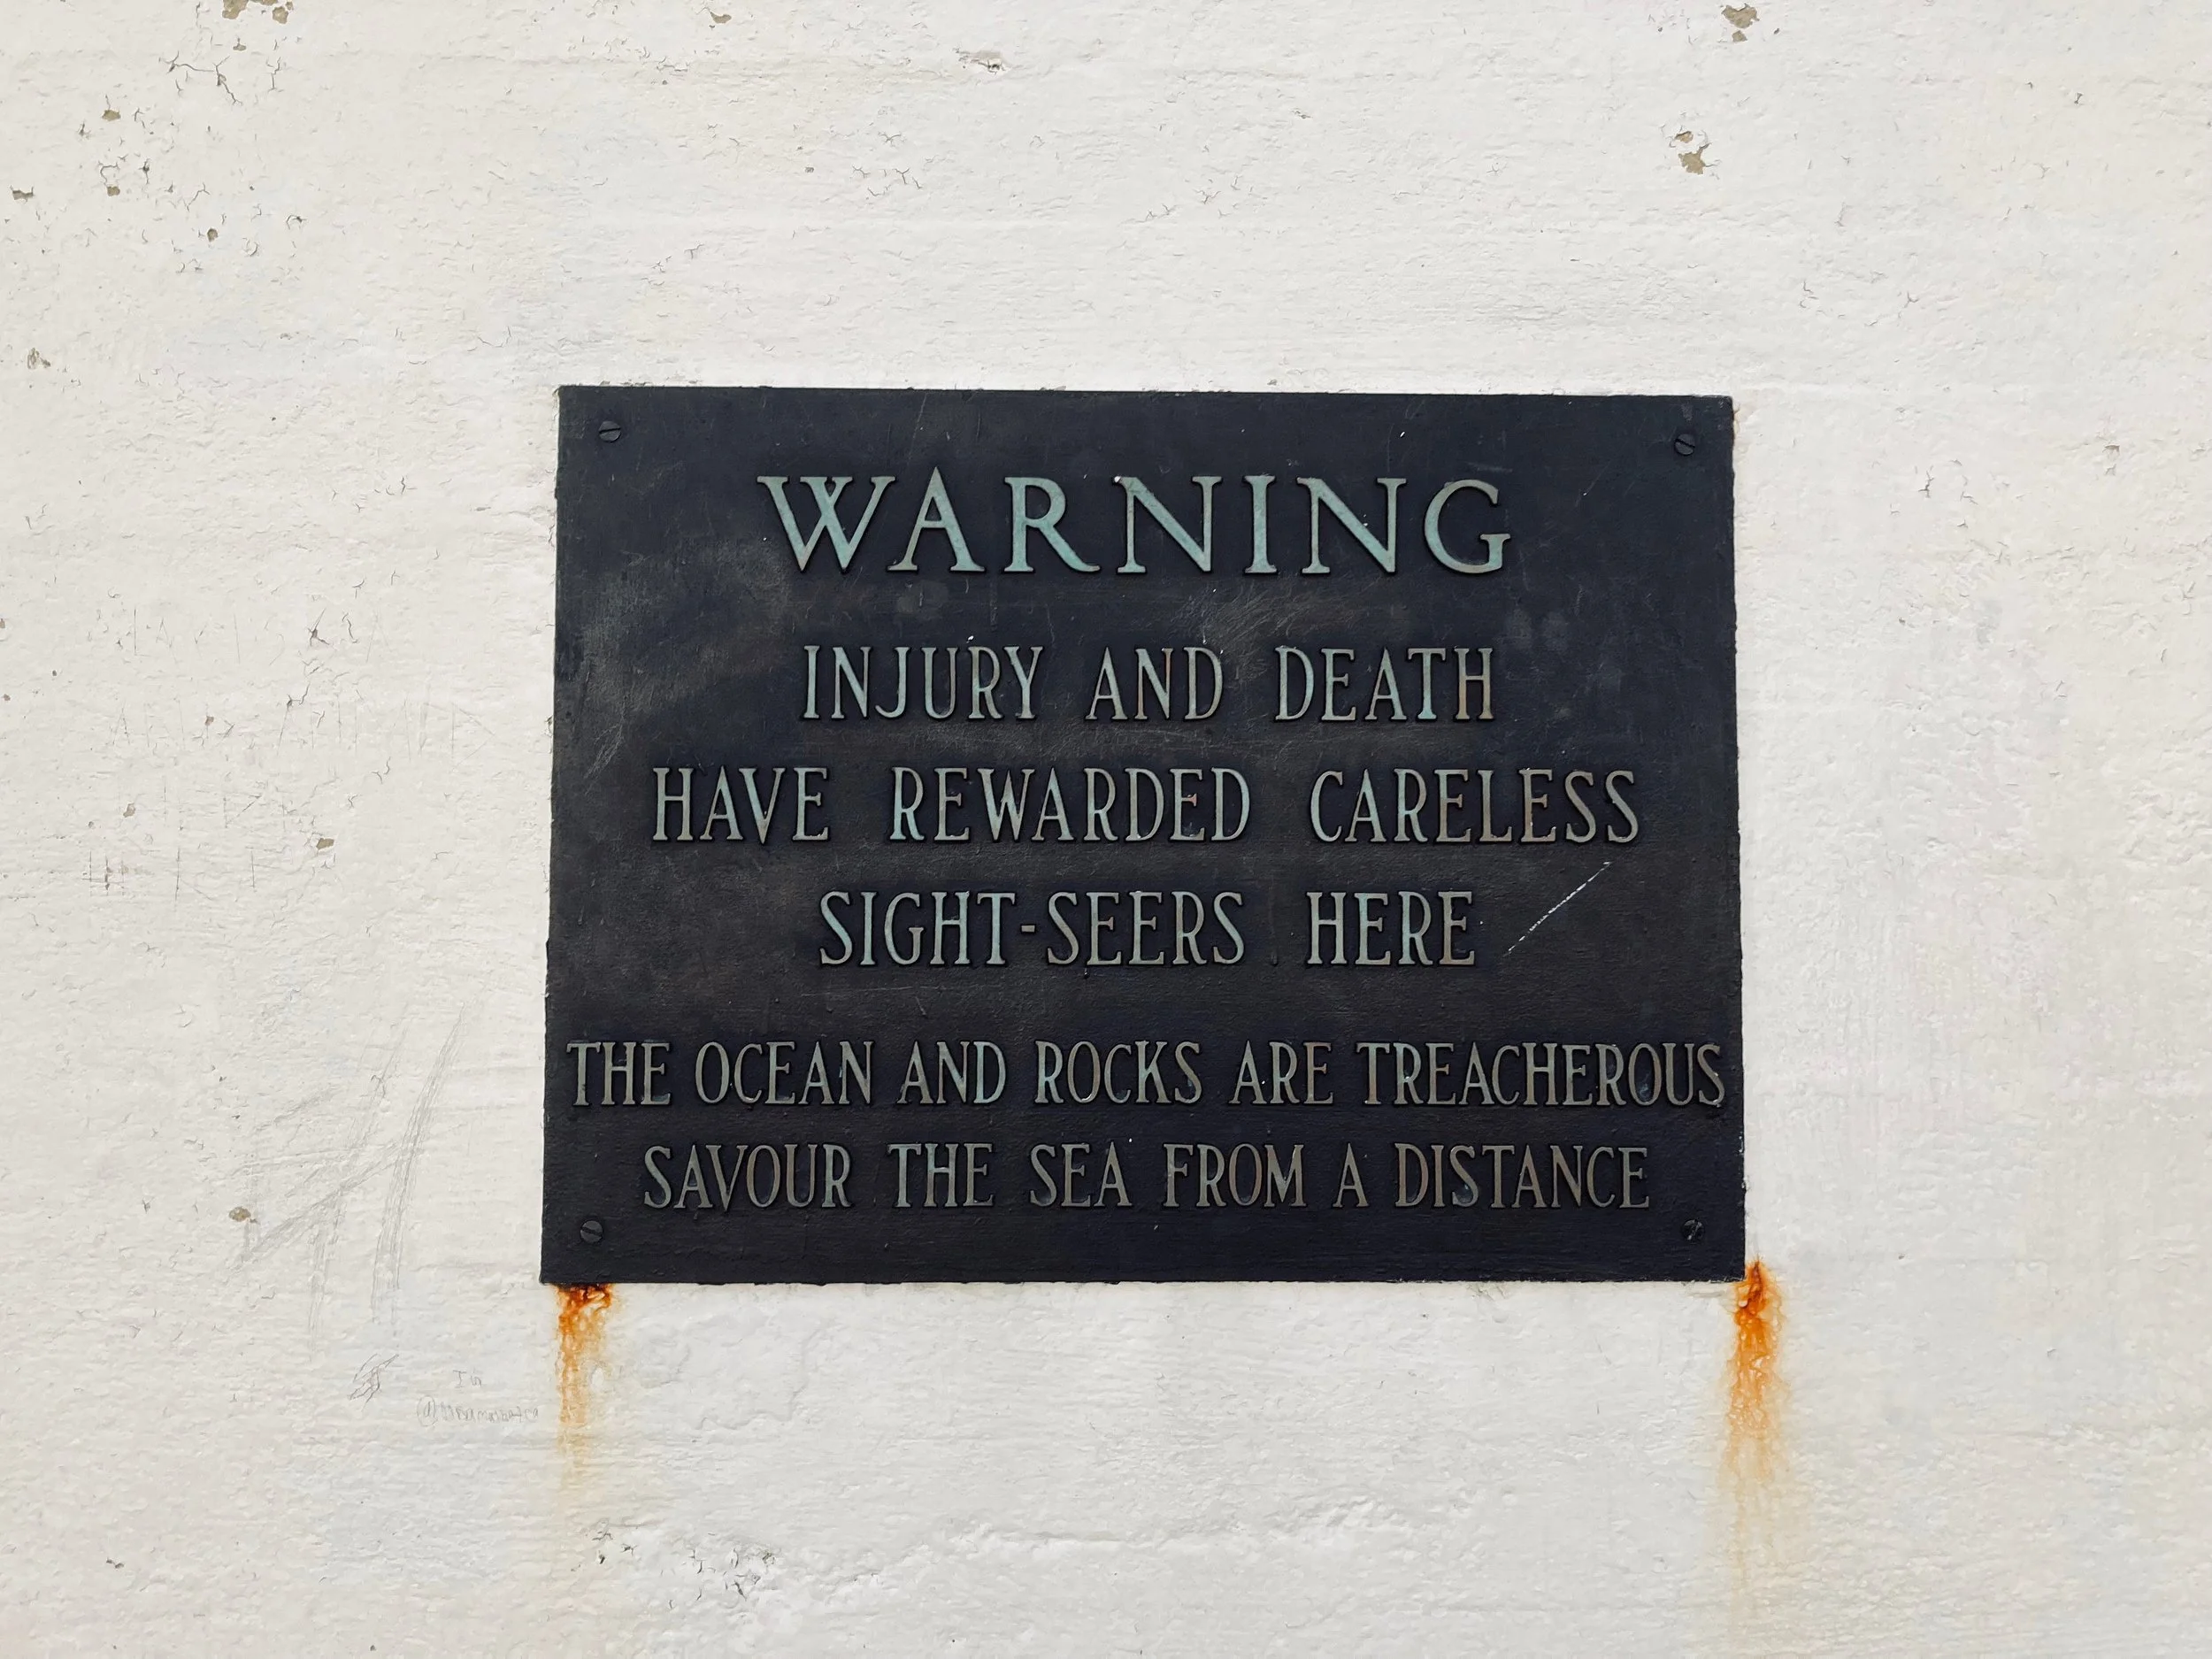 WARNING
INJURY AND DEATH
HAVE REWARDED CARELESS
SIGHT-SEERS HERE
THE OCEAN AND ROCKS ARE TREACHEROUS
SAVOUR THE SEA FROM A DISTANCE